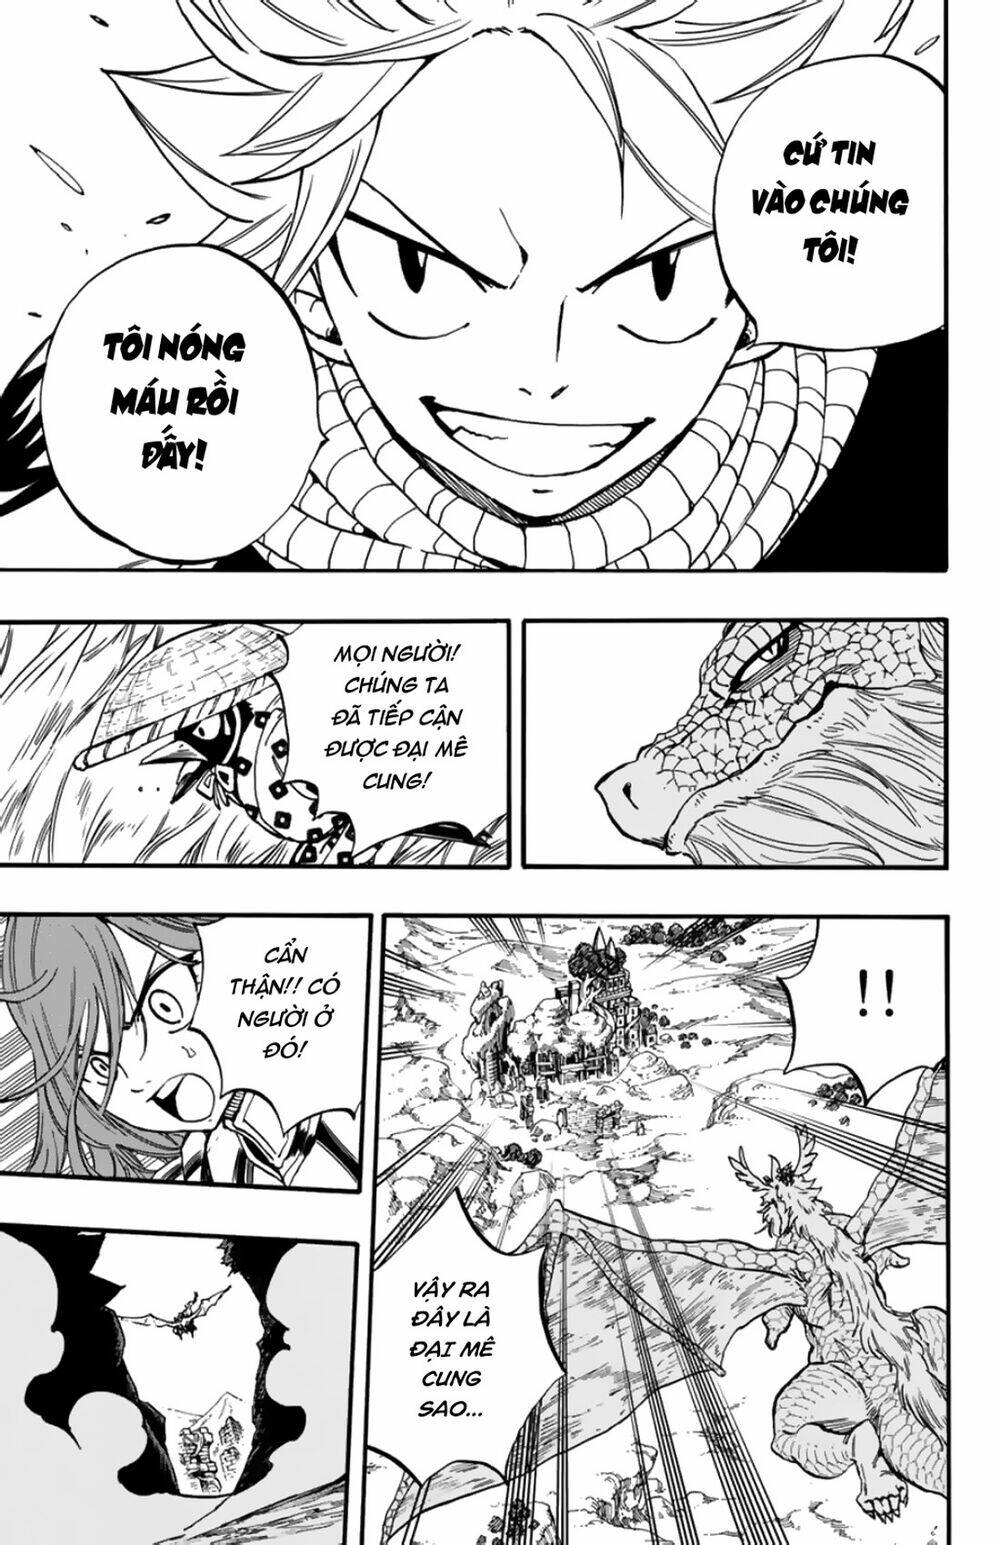 CỨ TIN
VÀO CHÚNG
TÔI!
TÔI NÓNG
MÁU RỒI
ĐẤY!
MỌI NGƯỜI!
CHÚNG TA
ĐÃ TIẾP CẬN
ĐƯỢC ĐẠI MÊ
CUNG!
!!
VẬY RA
ĐÂY LÀ
ĐẠI MÊ
CUNG
SAO...
CẨN
THẬN!! CÓ
NGƯỜI Ở
ĐÓ!